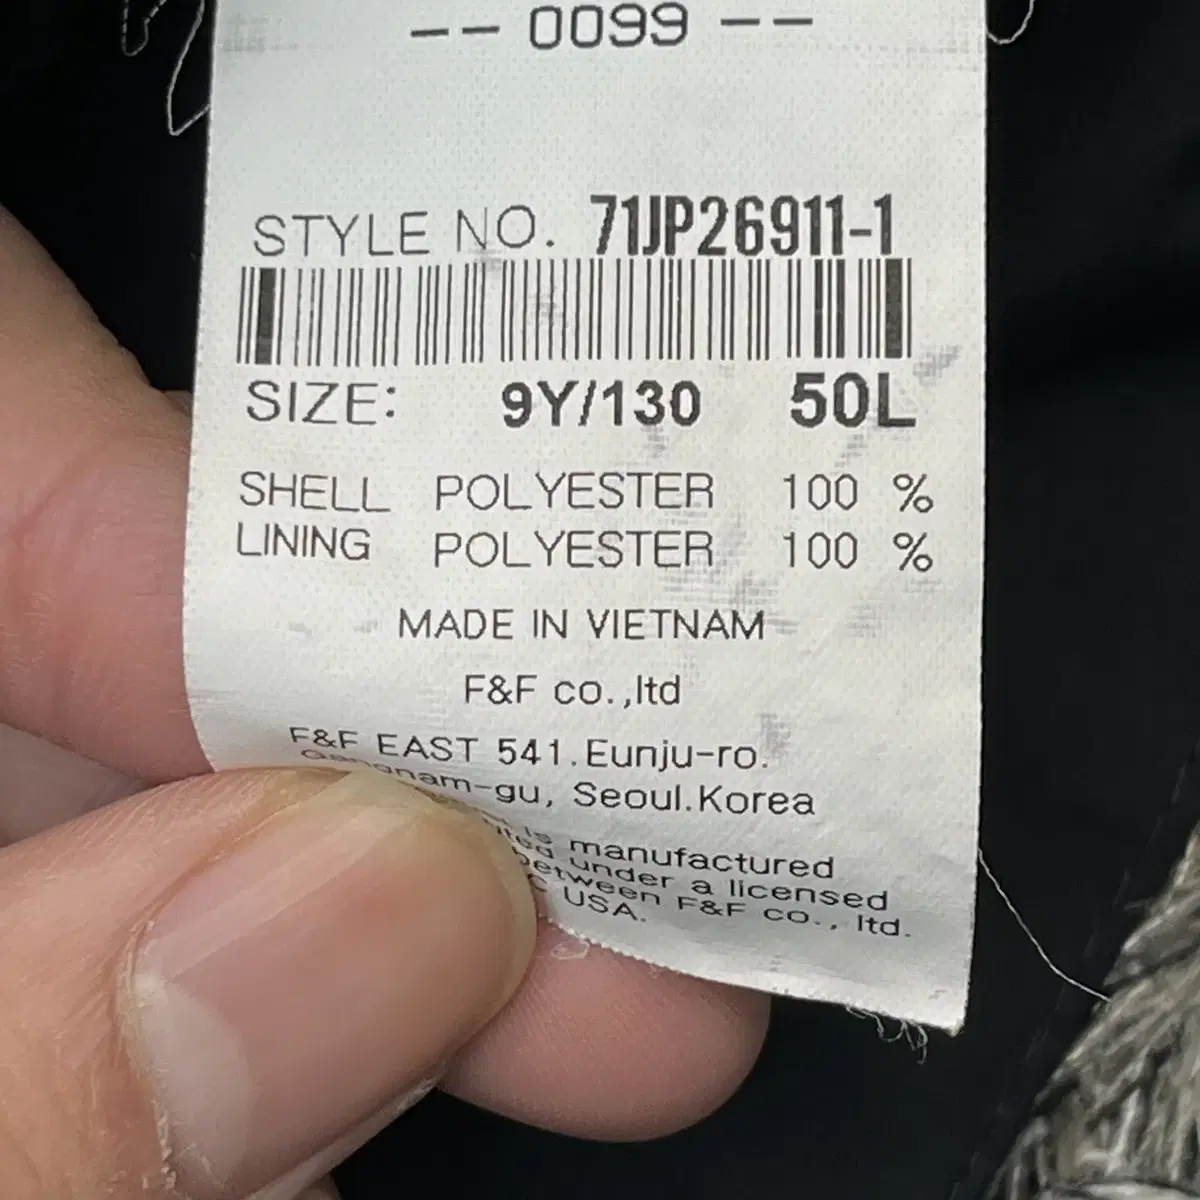 -- 0099 --
STYLE NO. 71JP26911-1
SIZE: 9Y/130 50L
SHELL POLYESTER 100 %
LINING POLYESTER 100 %
MADE IN VIETNAM
F&F co.,ltd
F&F EAST 541.Eunju-ro.
Gangnam-gu, Seoul.Korea
is manufactured
under a licensed
between F&F co., ltd.
USA.